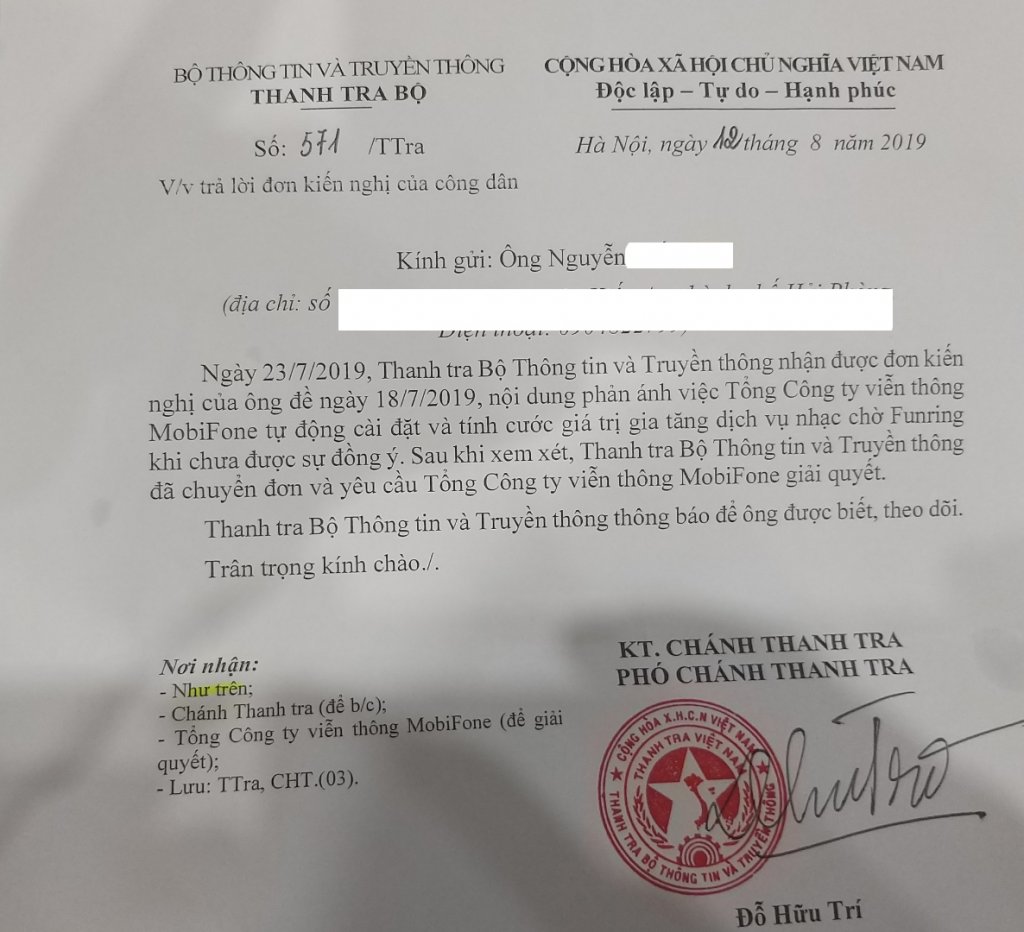 BỘ THÔNG TIN VÀ TRUYỀN THÔNG
THANH TRA BỘ
CỘNG HÒA XÃ HỘI CHỦ NGHĨA VIỆT NAM
Độc lập – Tự do – Hạnh phúc
Số: 571 /TTra
Hà Nội, ngày 12 tháng 8 năm 2019
V/v trả lời đơn kiến nghị của công dân
Kính gửi: Ông Nguyễn
(địa chỉ: số
Ngày 23/7/2019, Thanh tra Bộ Thông tin và Truyền thông nhận được đơn kiến
nghị của ông đề ngày 18/7/2019, nội dung phản ánh việc Tổng Công ty viễn thông
MobiFone tự động cài đặt và tính cước giá trị gia tăng dịch vụ nhạc chờ Funring
khi chưa được sự đồng ý. Sau khi xem xét, Thanh tra Bộ Thông tin và Truyền thông
đã chuyển đơn và yêu cầu Tổng Công ty viễn thông MobiFone giải quyết.
Thanh tra Bộ Thông tin và Truyền thông thông báo để ông được biết, theo dõi.
Trân trọng kính chào./.
Nơi nhận:
- Như trên;
- Chánh Thanh tra (để b/c);
- Tổng Công ty viễn thông MobiFone (để giải
quyết);
- Lưu: TTra, CHT.(03).
KT. CHÁNH THANH TRA
PHÓ CHÁNH THANH TRA
CỘNG HÒA X.H.C.N VIỆT NAM
THANH TRA VIỆT NAM
THANH TRA BỘ THÔNG TIN VÀ TRUYỀN THÔNG
Đỗ Hữu Trí